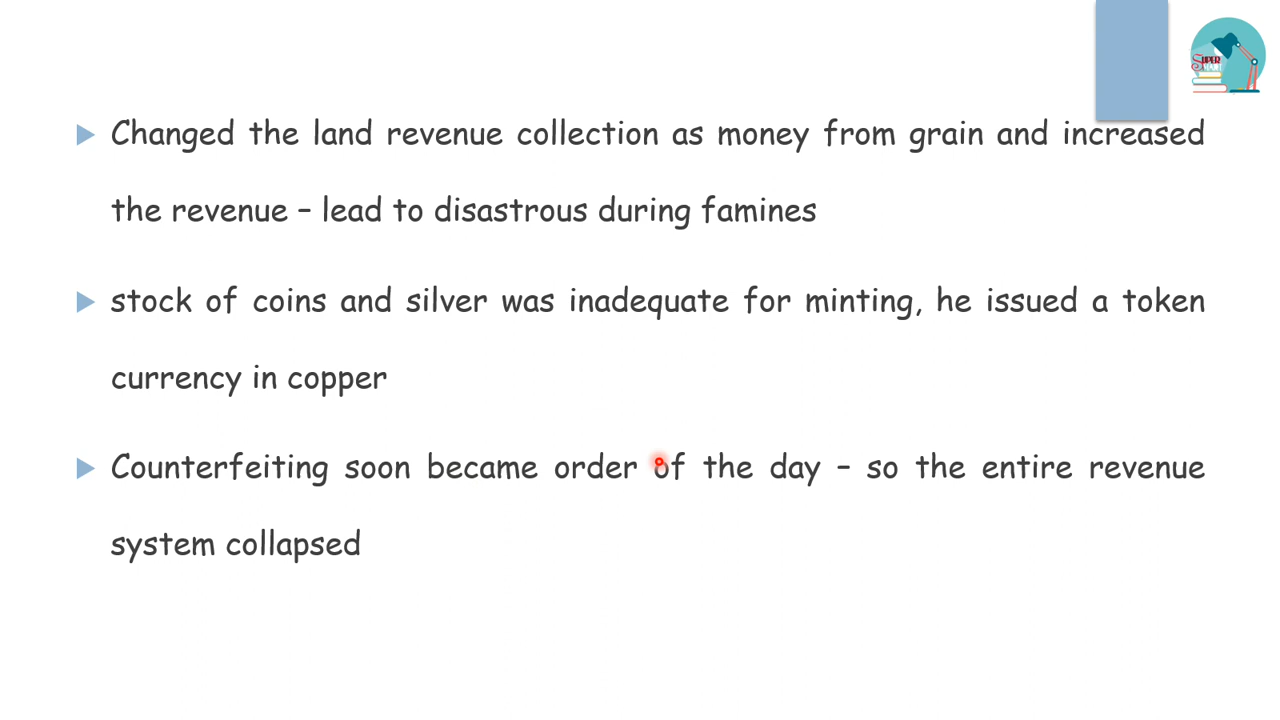 Changed the land revenue collection as money from grain and increased
the revenue – lead to disastrous during famines
stock of coins and silver was inadequate for minting, he issued a token
currency in copper
Counterfeiting soon became order of the day – so the entire revenue
system collapsed